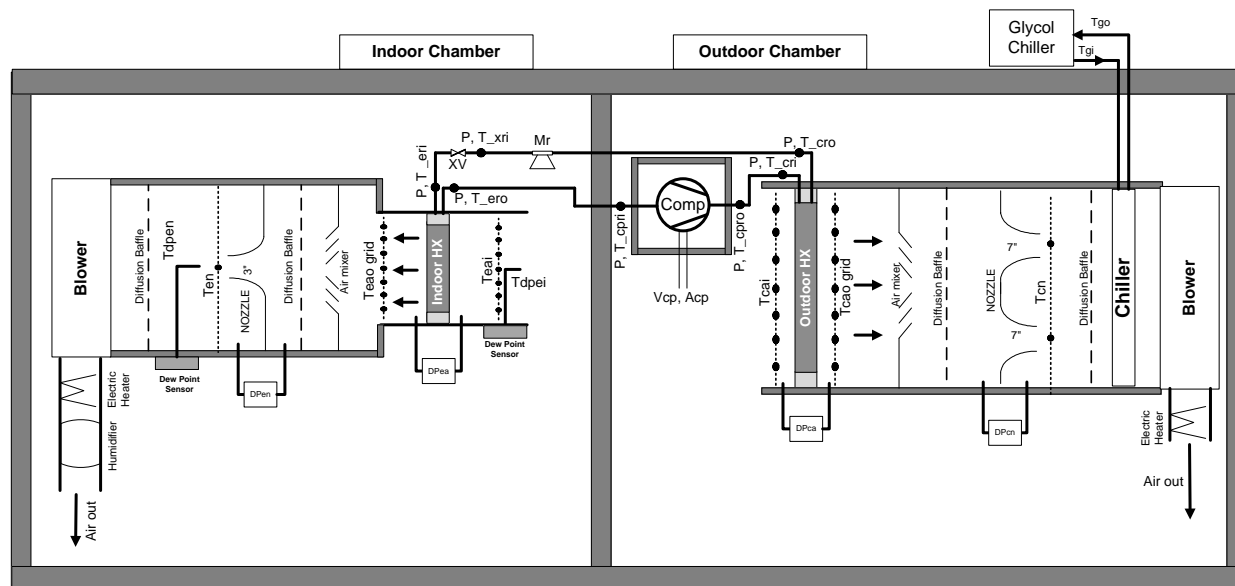 Indoor Chamber
Outdoor Chamber
Glycol
Chiller
Tgo
Tgi
P, T_xri
Mr
P, T_cro
XV
P, T_eri
P, T_cri
P, T_ero
Comp
P, T_cpri
P, T_cpro
Vcp, Acp
Blower
Diffusion Baffle
Tdpen
Ten
3"
NOZZLE
Diffusion Baffle
Air mixer
Teao grid
Indoor HX
Teai
Tdpei
Dew Point
Sensor
Dew Point
Sensor
DPen
DPea
Electric
Heater
Humidifier
Air out
Tcai
Outdoor HX
Tcao grid
Air mixer
Diffusion Baffle
NOZZLE
7"
7"
Tcn
Diffusion Baffle
Chiller
Blower
DPca
DPcn
Electric
Heater
Air out